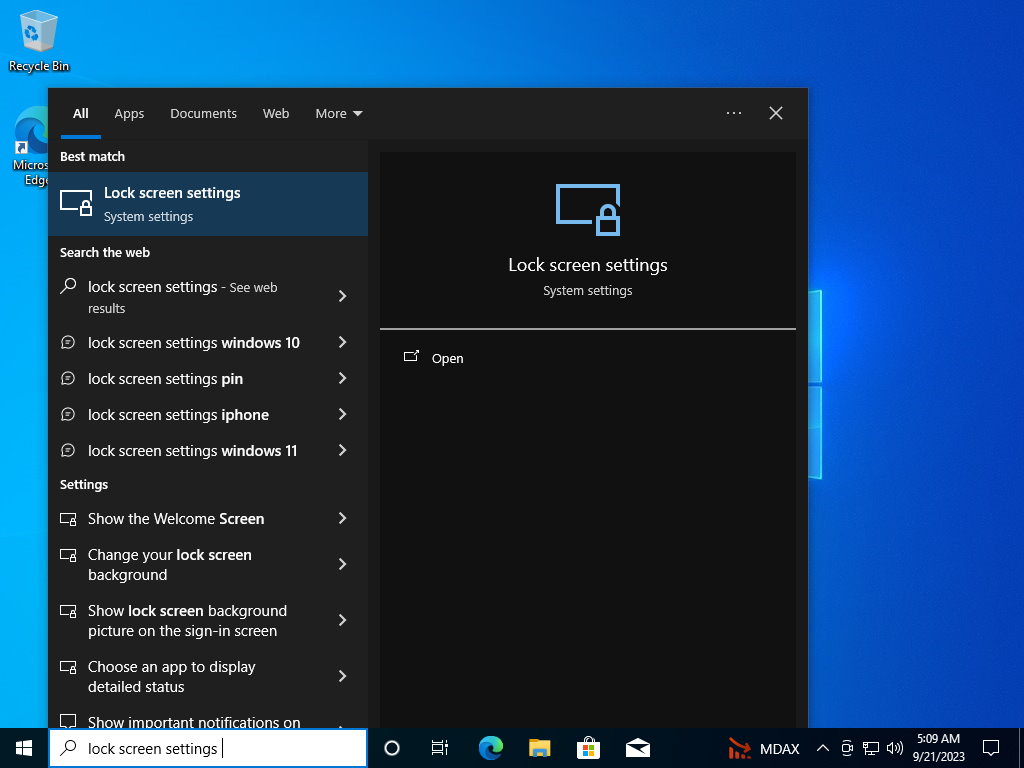 Recycle Bin
Micros
Edge
All Apps Documents Web More
Best match
Lock screen settings
System settings
Search the web
lock screen settings - See web
results
lock screen settings windows 10
lock screen settings pin
lock screen settings iphone
lock screen settings windows 11
Settings
Show the Welcome Screen
Change your lock screen
background
Show lock screen background
picture on the sign-in screen
Choose an app to display
detailed status
Show important notifications on
Lock screen settings
System settings
Open
lock screen settings
MDAX
5:09 AM
9/21/2023